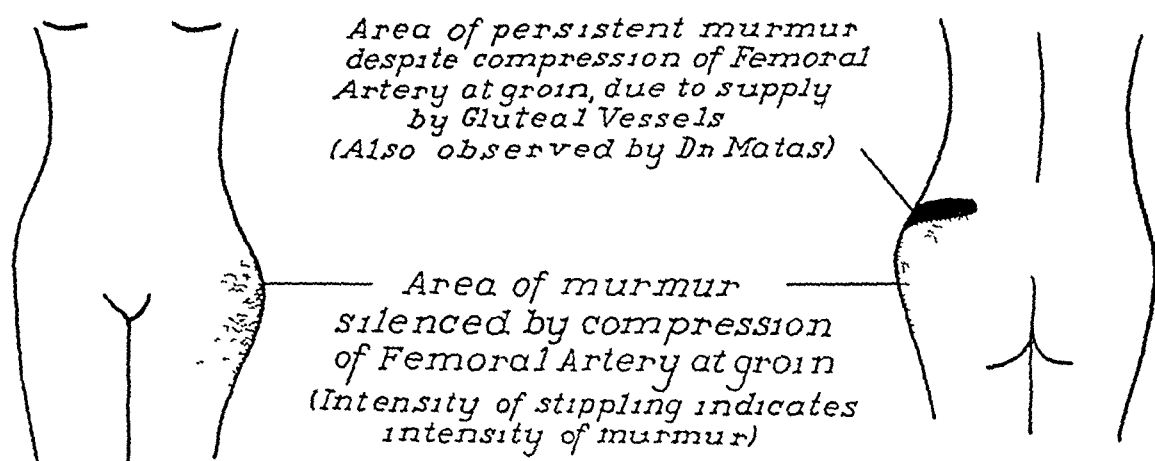 Area of persistent murmur
despite compression of Femoral
Artery at groin, due to supply
by Gluteal Vessels
(Also observed by Dr. Matas)
Area of murmur
silenced by compression
of Femoral Artery at groin
(Intensity of stippling indicates
intensity of murmur)